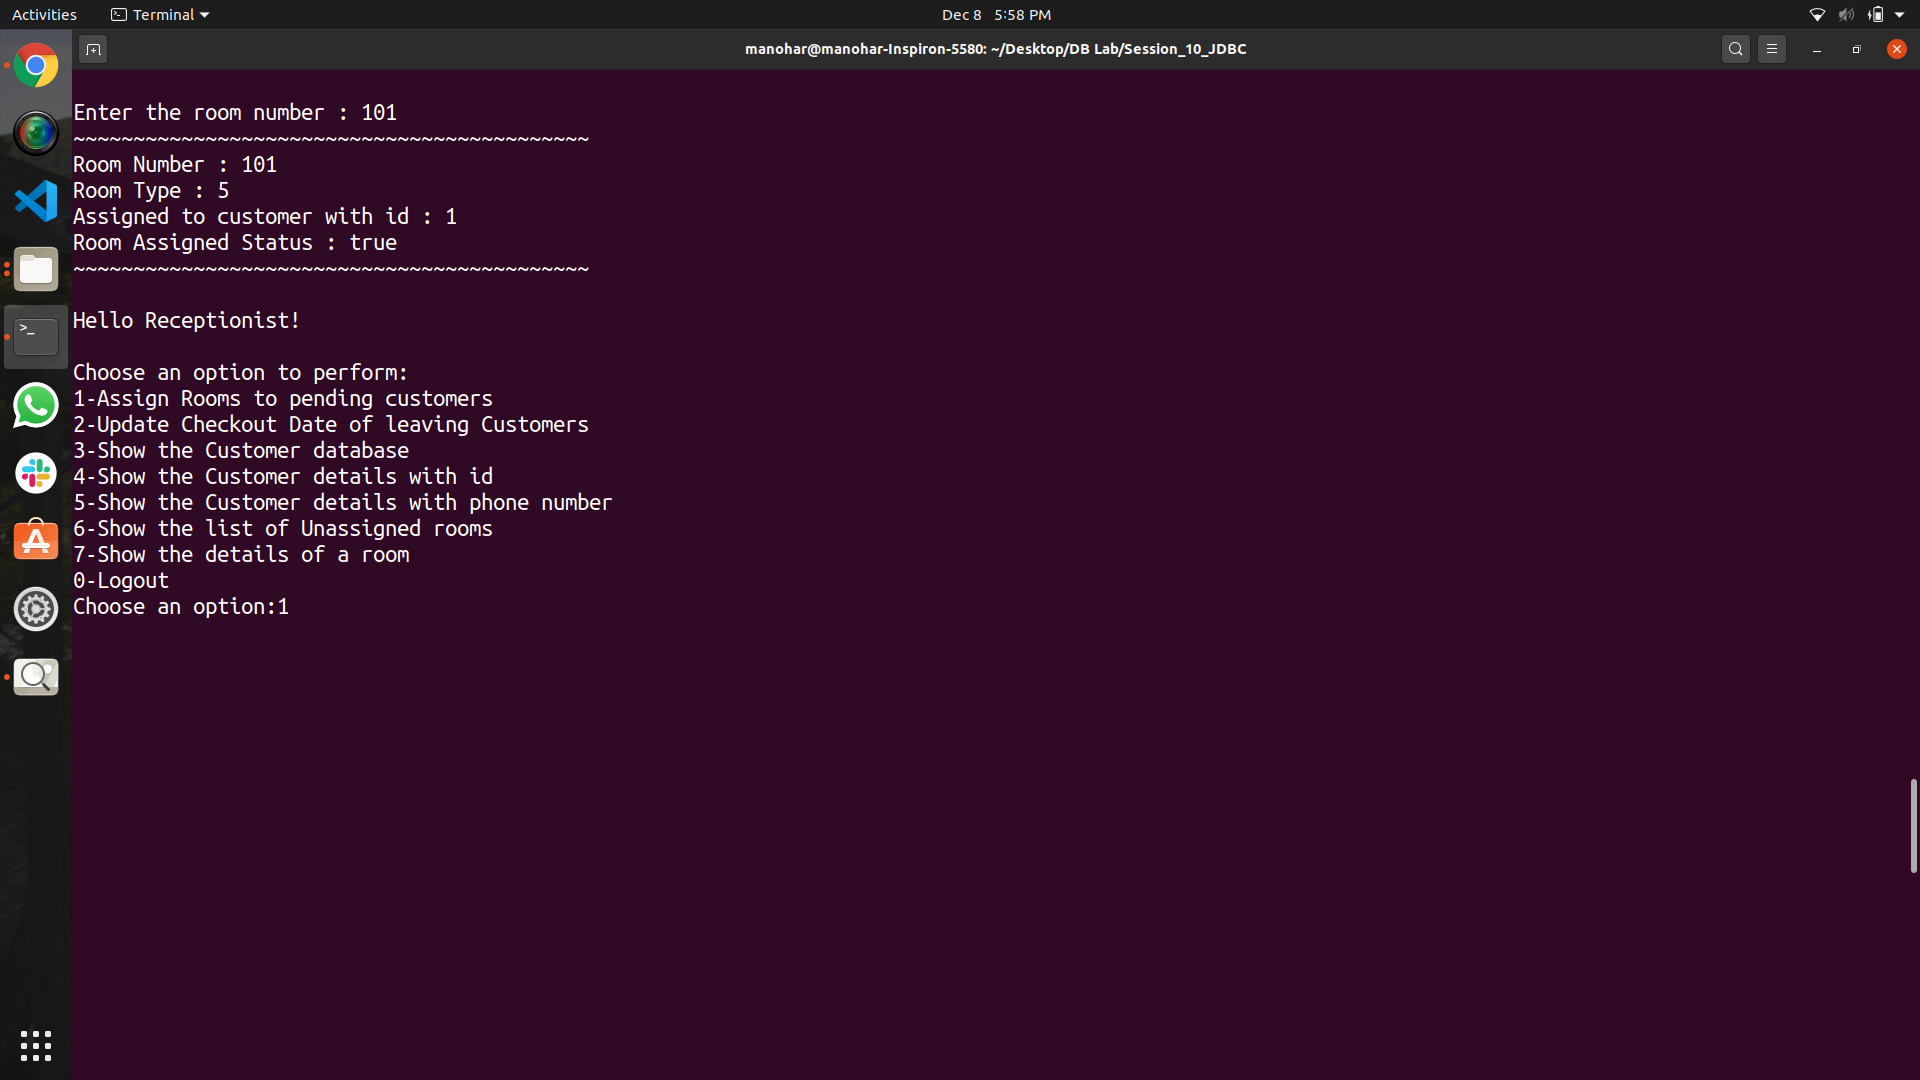 Activities
Terminal
Dec 8 5:58 PM
manohar@manohar-Inspiron-5580: ~/Desktop/DB Lab/Session_10_JDBC
Enter the room number : 101
~~~~~~~~~~~~~~~~~~~~~~~~~~~~~~~~~~~~~~~~~~~
Room Number : 101
Room Type : 5
Assigned to customer with id : 1
Room Assigned Status : true
~~~~~~~~~~~~~~~~~~~~~~~~~~~~~~~~~~~~~~~~~~~
Hello Receptionist!
Choose an option to perform:
1-Assign Rooms to pending customers
2-Update Checkout Date of leaving Customers
3-Show the Customer database
4-Show the Customer details with id
5-Show the Customer details with phone number
6-Show the list of Unassigned rooms
7-Show the details of a room
0-Logout
Choose an option:1